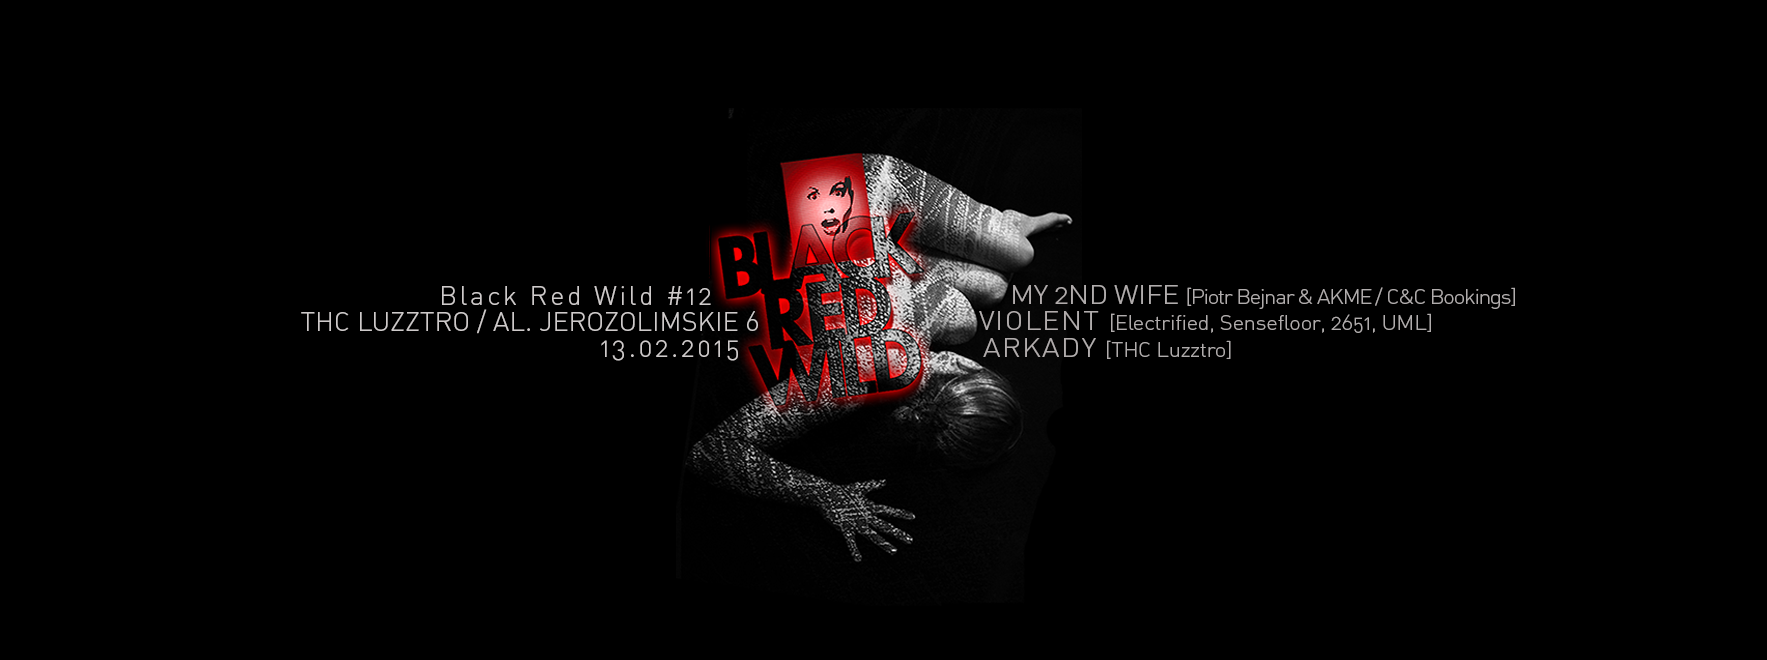 BLACK
RED
WILD
Black Red Wild #12
THC LUZZTRO / AL. JEROZOLIMSKIE 6
13.02.2015
MY 2ND WIFE [Piotr Bejnar & AKME / C&C Bookings]
VIOLENT [Electrified, Sensefloor, 2651, UML]
ARKADY [THC Luzztro]